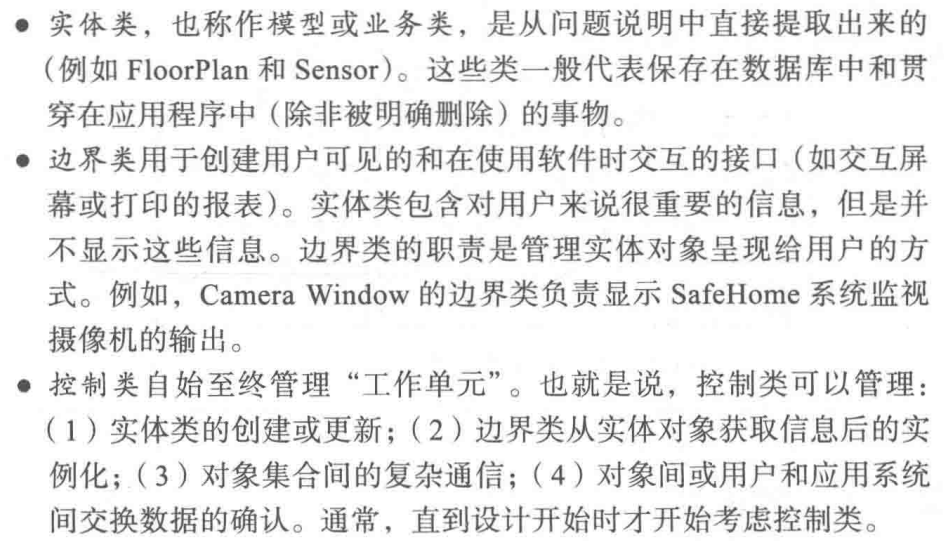 ● 实体类，也称作模型或业务类，是从问题说明中直接提取出来的
（例如 FloorPlan 和 Sensor）。这些类一般代表保存在数据库中和贯
穿在应用程序中（除非被明确删除）的事物。
● 边界类用于创建用户可见的和在使用软件时交互的接口（如交互屏
幕或打印的报表）。实体类包含对用户来说很重要的信息，但是并
不显示这些信息。边界类的职责是管理实体对象呈现给用户的方
式。例如，Camera Window 的边界类负责显示 SafeHome 系统监视
摄像机的输出。
● 控制类自始至终管理“工作单元”。也就是说，控制类可以管理：
（1）实体类的创建或更新；（2）边界类从实体对象获取信息后的实
例化；（3）对象集合间的复杂通信；（4）对象间或用户和应用系统
间交换数据的确认。通常，直到设计开始时才开始考虑控制类。